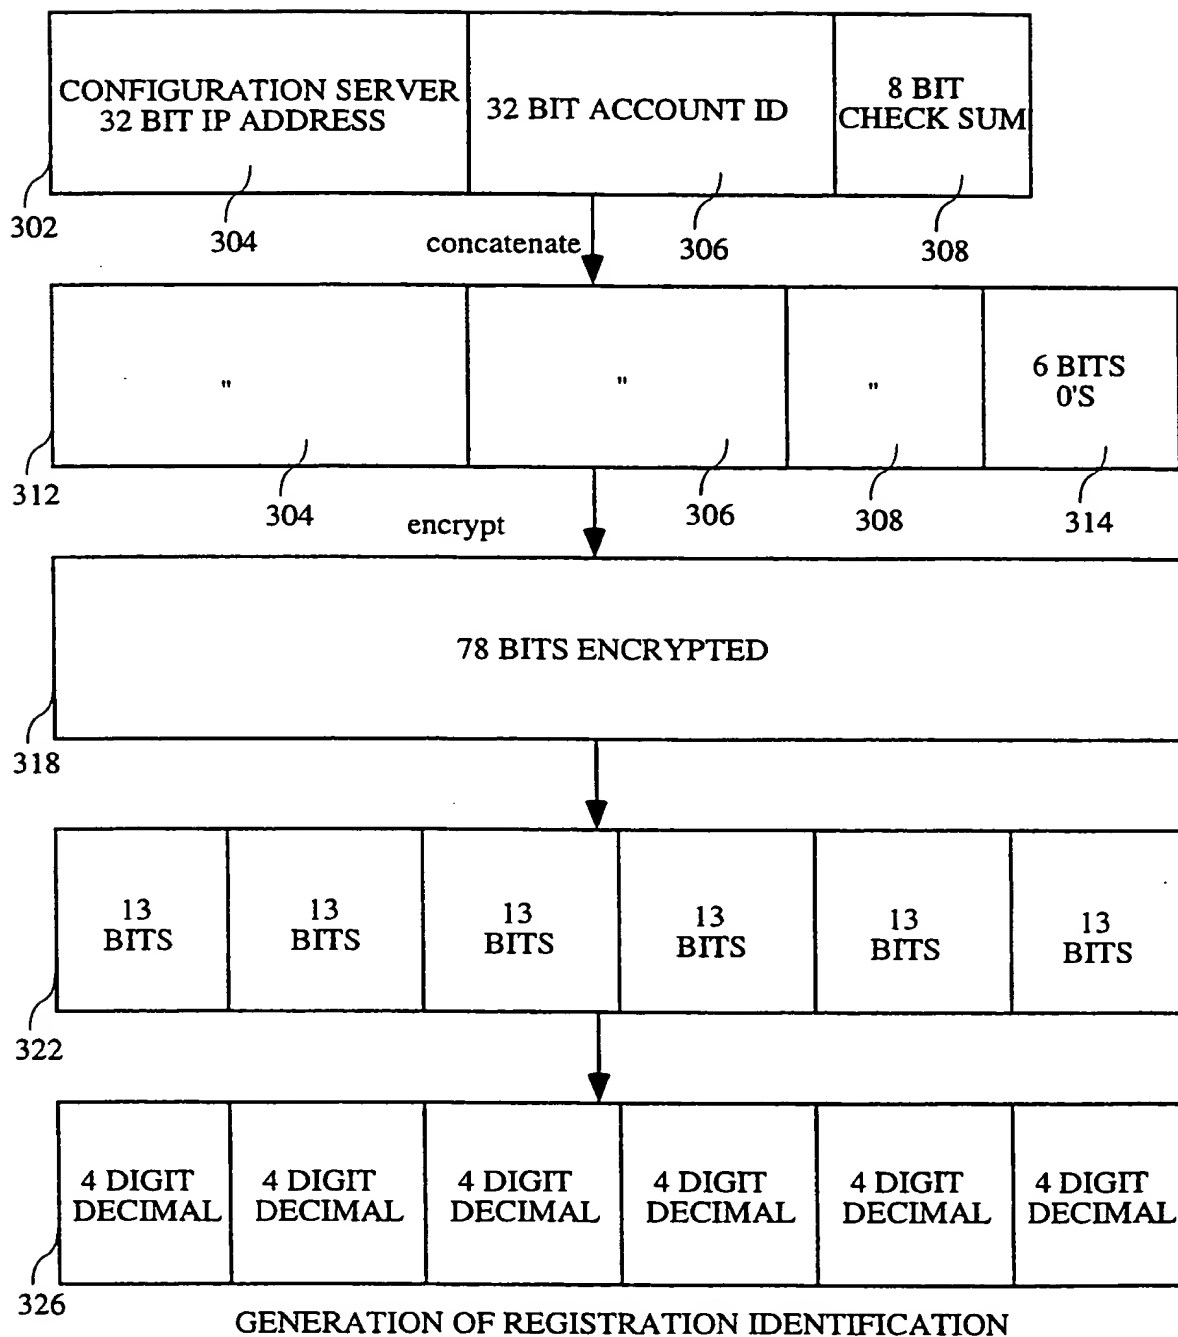 CONFIGURATION SERVER
32 BIT IP ADDRESS
32 BIT ACCOUNT ID
8 BIT
CHECK SUM
302
304
concatenate
306
308
"
"
"
6 BITS
0'S
312
304
encrypt
306
308
314
78 BITS ENCRYPTED
318
13
BITS
13
BITS
13
BITS
13
BITS
13
BITS
13
BITS
322
4 DIGIT
DECIMAL
4 DIGIT
DECIMAL
4 DIGIT
DECIMAL
4 DIGIT
DECIMAL
4 DIGIT
DECIMAL
4 DIGIT
DECIMAL
326
GENERATION OF REGISTRATION IDENTIFICATION